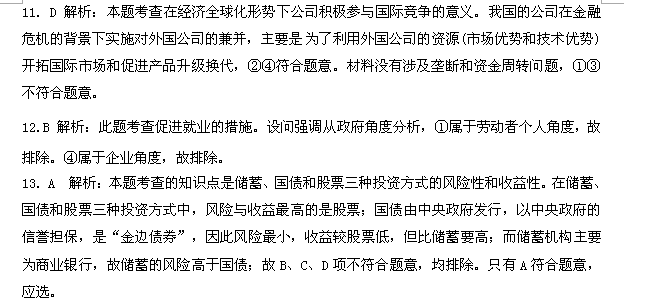 11. D 解析：本题考查在经济全球化形势下公司积极参与国际竞争的意义。我国的公司在金融
危机的背景下实施对外国公司的兼并，主要是为了利用外国公司的资源(市场优势和技术优势)
开拓国际市场和促进产品升级换代，②④符合题意。材料没有涉及垄断和资金周转问题，①③
不符合题意。
12.B 解析：此题考查促进就业的措施。设问强调从政府角度分析，①属于劳动者个人角度，故
排除。④属于企业角度，故排除。
13. A 解析：本题考查的知识点是储蓄、国债和股票三种投资方式的风险性和收益性。在储蓄、
国债和股票三种投资方式中，风险与收益最高的是股票；国债由中央政府发行，以中央政府的
信誉担保，是“金边债券”，因此风险最小，收益较股票低，但比储蓄要高；而储蓄机构主要
为商业银行，故储蓄的风险高于国债；故 B、C、D 项不符合题意，均排除。只有 A 符合题意，
应选。